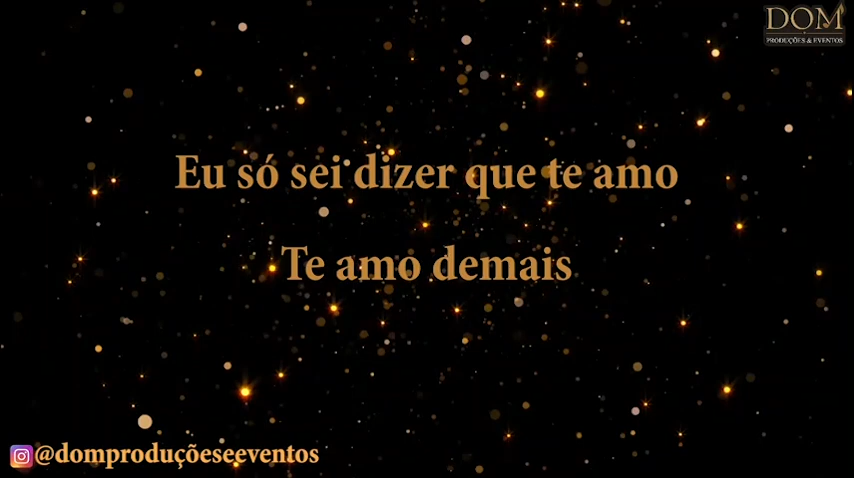 DOM
PRODUÇÕES & EVENTOS
Eu só sei dizer que te amo
Te amo demais
@domproduçõeseeventos